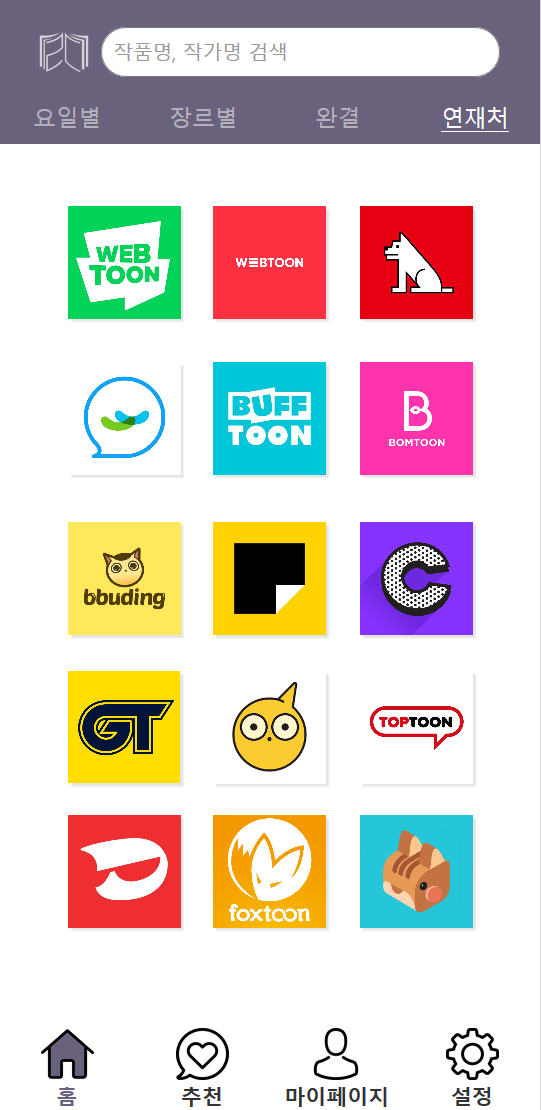 작품명, 작가명 검색
요일별 장르별 완결 연재처
WEB
TOON
WEBTOON
BUFF
TOON
B
BOMTOON
bbuding
C
GT
TOPTOON
foxtoon
홈 추천 마이페이지 설정